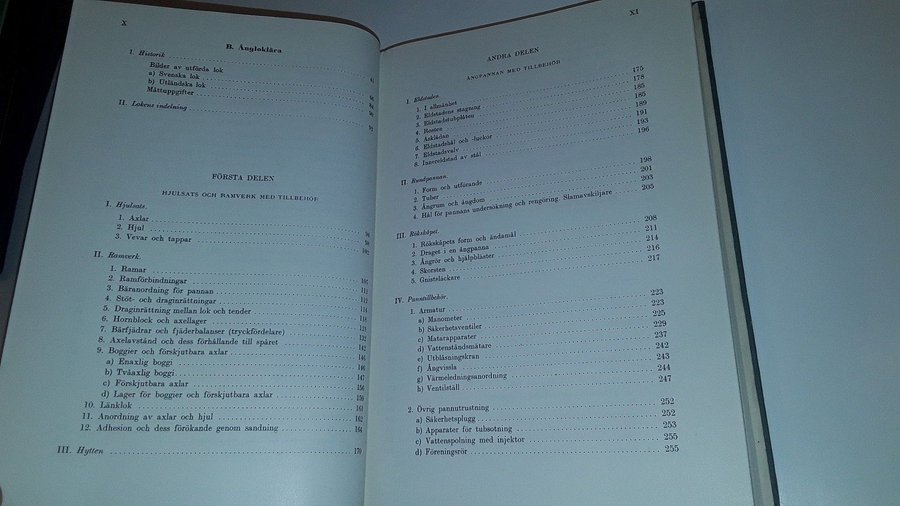 X
B. Ångloklära
I. Historik
Bilder av utförda lok
a) Svenska lok
b) Utländska lok
Måttuppgifter
II. Lokens indelning
FÖRSTA DELEN
HJULSATS OCH RAMVERK MED TILLBEHÖR
I. Hjulsats.
1. Axlar
2. Hjul
3. Vevar och tappar
II. Ramverk.
1. Ramar
2. Ramförbindningar
3. Bäranordning för pannan
4. Stöt- och draginrättningar
5. Draginrättning mellan lok och tender
6. Hornblock och axellager
7. Bärfjädrar och fjäderbalanser (tryckfördelare)
8. Axelavstånd och dess förhållande till spåret
9. Boggier och förskjutbara axlar
a) Enaxlig boggi
b) Tvåaxlig boggi
c) Förskjutbara axlar
d) Lager för boggier och förskjutbara axlar
10. Länklok 161
11. Anordning av axlar och hjul 162
12. Adhesion och dess förökande genom sandning 164
III. Hytten 170
XI
ANDRA DELEN
ÅNGPANNAN MED TILLBEHÖR
I. Eldstaden. 175
1. I allmänhet 178
2. Eldstadens stagning 185
3. Eldstadstubplåten 185
4. Rosten 189
5. Asklådan 191
6. Eldstadshål och -luckor 193
7. Eldstadsvalv 196
8. Innereldstad av stål
II. Rundpannan.
1. Form och utförande 198
2. Tuber 201
3. Ångrum och ångdom 203
4. Hål för pannans undersökning och rengöring. Slamavskiljare 205
III. Rökskåpet.
1. Rökskåpets form och ändamål 208
2. Draget i en ångpanna 211
3. Ångrör och hjälpbläster 214
4. Skorsten 216
5. Gnistsläckare 217
IV. Panntillbehör.
1. Armatur 223
a) Manometer 223
b) Säkerhetsventiler 225
c) Matarapparater 229
d) Vattenståndsmätare 237
e) Utblåsningskran 242
f) Ångvissla 243
g) Värmeledningsanordning 244
h) Ventilställ 247
2. Övrig pannutrustning 252
a) Säkerhetsplugg 252
b) Apparater för tubsotning 253
c) Vattenspolning med injektor 255
d) Föreningsrör 255